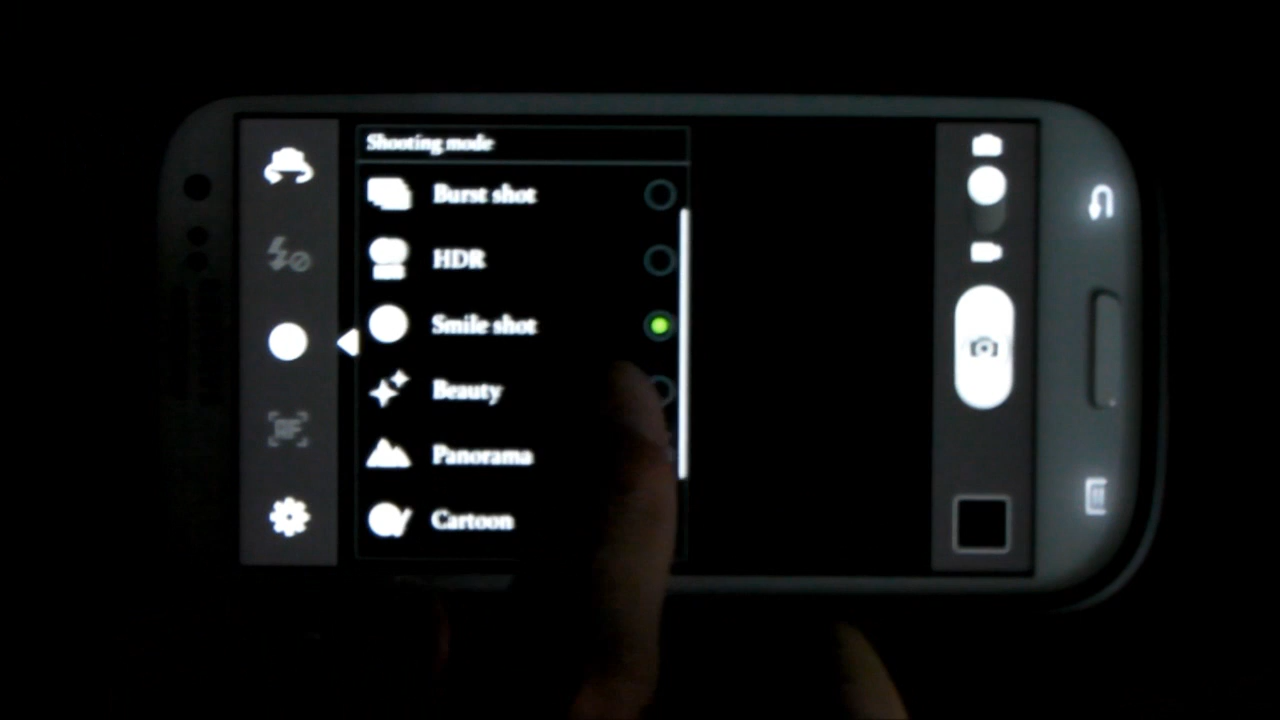 Shooting mode
Burst shot
HDR
Smile shot
Beauty
Panorama
Cartoon